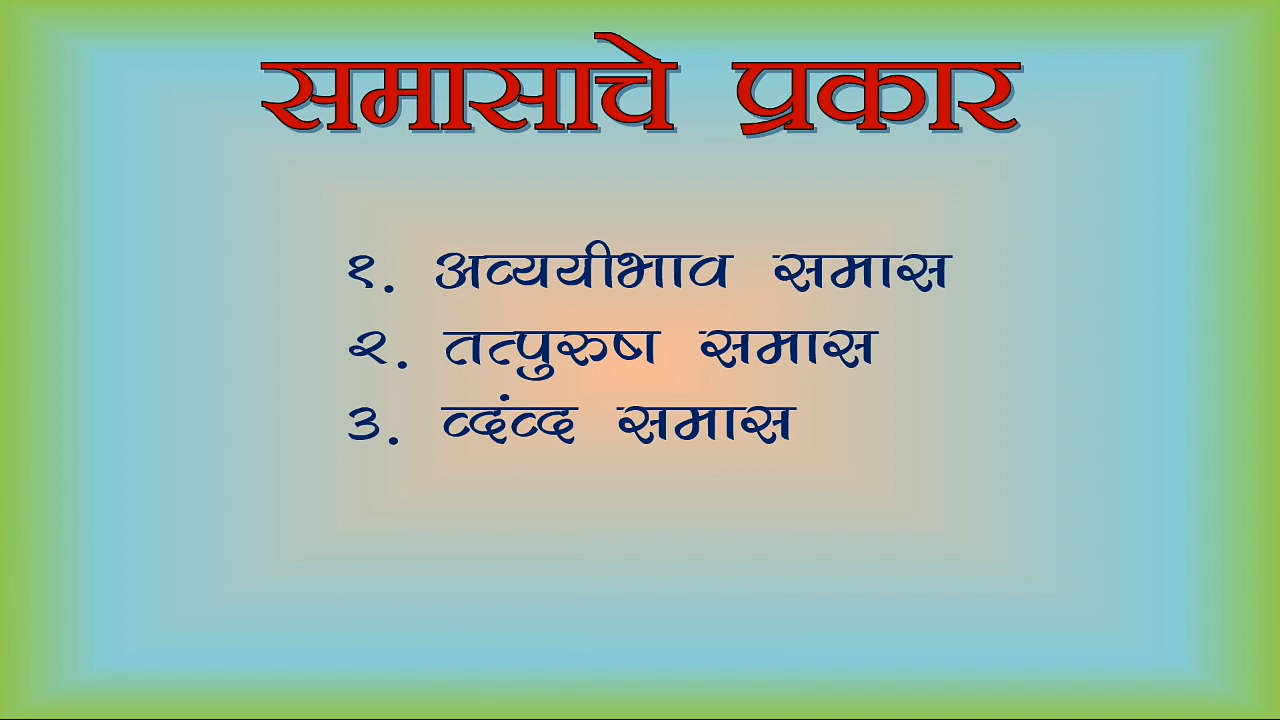 समासाचे प्रकार
१. अव्ययीभाव समास
२. तत्पुरुष समास
३. व्दंव्द समास